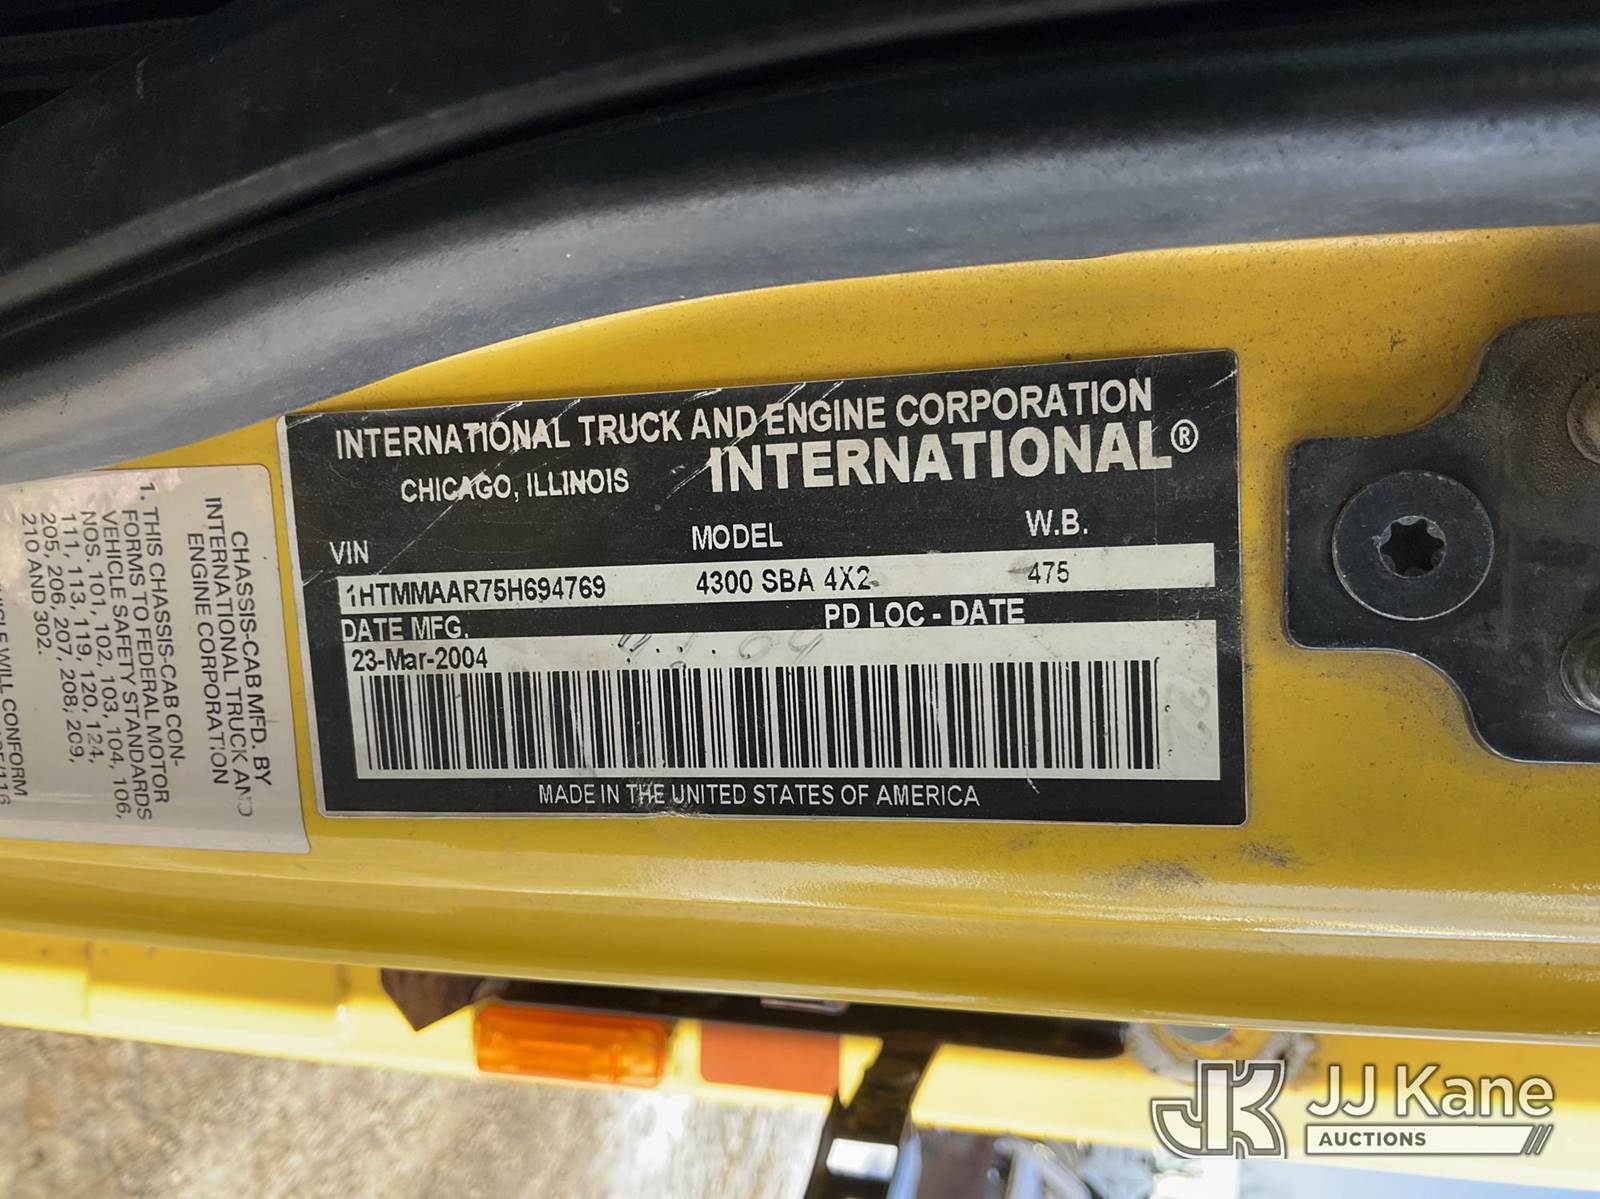 INTERNATIONAL TRUCK AND ENGINE CORPORATION
CHICAGO, ILLINOIS
INTERNATIONAL®
VIN
MODEL
W.B.
1HTMMAAR75H694769
4300 SBA 4X2
475
DATE MFG.
PD LOC - DATE
23-Mar-2004
MADE IN THE UNITED STATES OF AMERICA
CHASSIS-CAB MFD. BY
INTERNATIONAL TRUCK AND
ENGINE CORPORATION
1. THIS CHASSIS-CAB CON-
FORMS TO FEDERAL MOTOR
VEHICLE SAFETY STANDARDS
NOS. 101, 102, 103, 104, 106,
111, 113, 119, 120, 124,
205, 206, 207, 208, 209,
210 AND 302.
WILL CONFORM
JK
JJ Kane
AUCTIONS